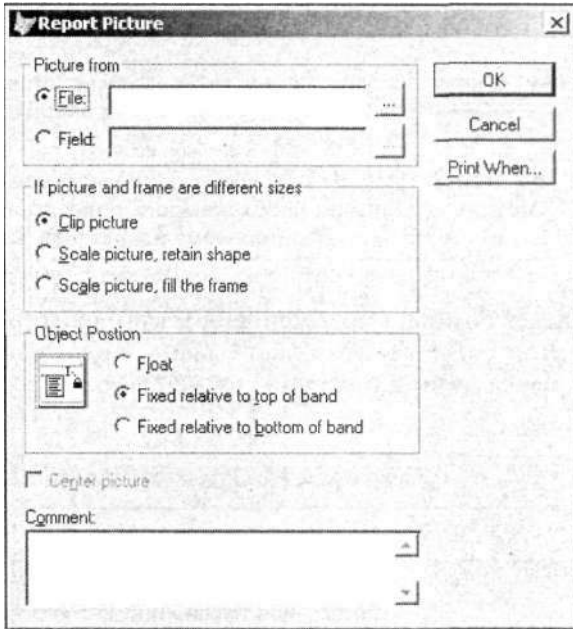 Report Picture
Picture from
File:
...
Field:
...
OK
Cancel
Print When...
If picture and frame are different sizes
Clip picture
Scale picture, retain shape
Scale picture, fill the frame
Object Postion
Float
Fixed relative to top of band
Fixed relative to bottom of band
Center picture
Comment: